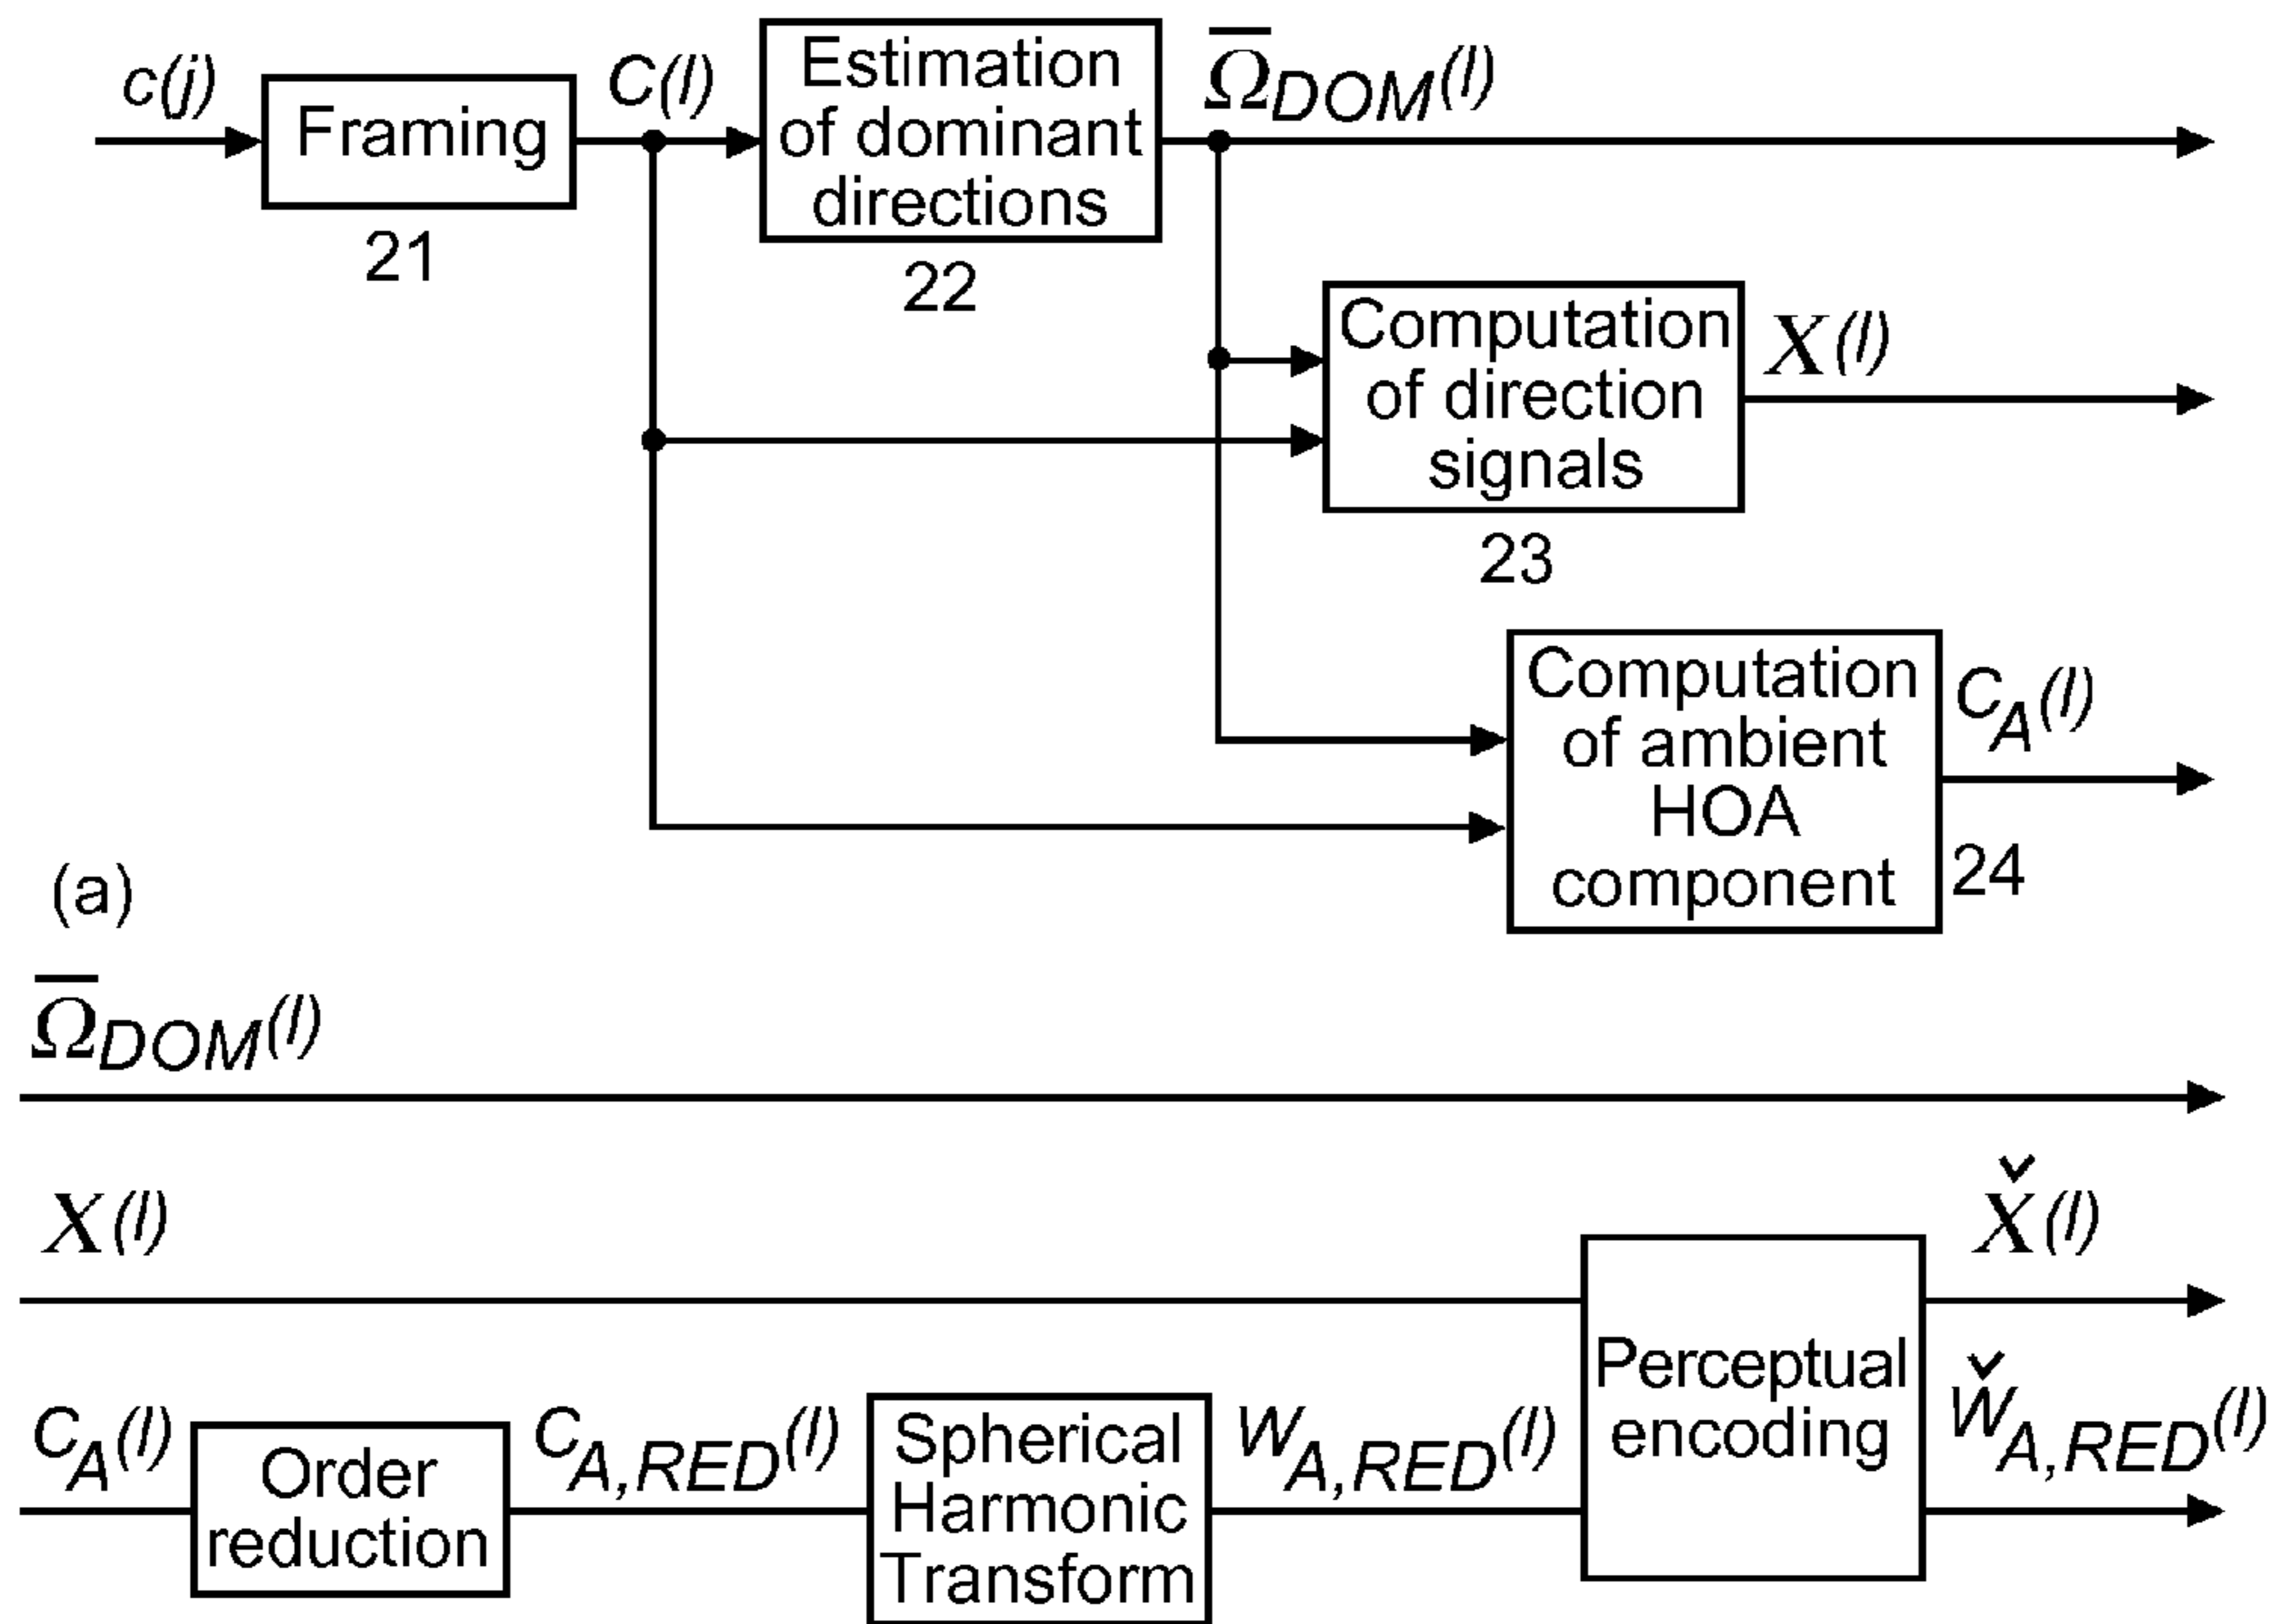 c(j)
Framing
21
C(l)
Estimation
of dominant
directions
22
Ω̅DOM(l)
Computation
of direction
signals
23
X(l)
Computation
of ambient
HOA
component
24
CA(l)
(a)
Ω̅DOM(l)
X(l)
X̌(l)
CA(l)
Order
reduction
CA,RED(l)
Spherical
Harmonic
Transform
WA,RED(l)
Perceptual
encoding
W̌A,RED(l)